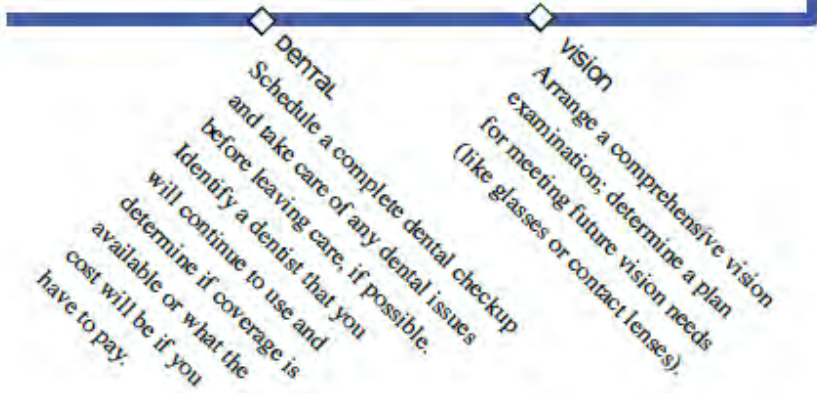 Dental
Schedule a complete dental checkup
and take care of any dental issues
before leaving care, if possible.
Identify a dentist that you
will continue to use and
determine if coverage is
available or what the
cost will be if you
have to pay.
Vision
Arrange a comprehensive vision
examination; determine a plan
for meeting future vision needs
(like glasses or contact lenses).